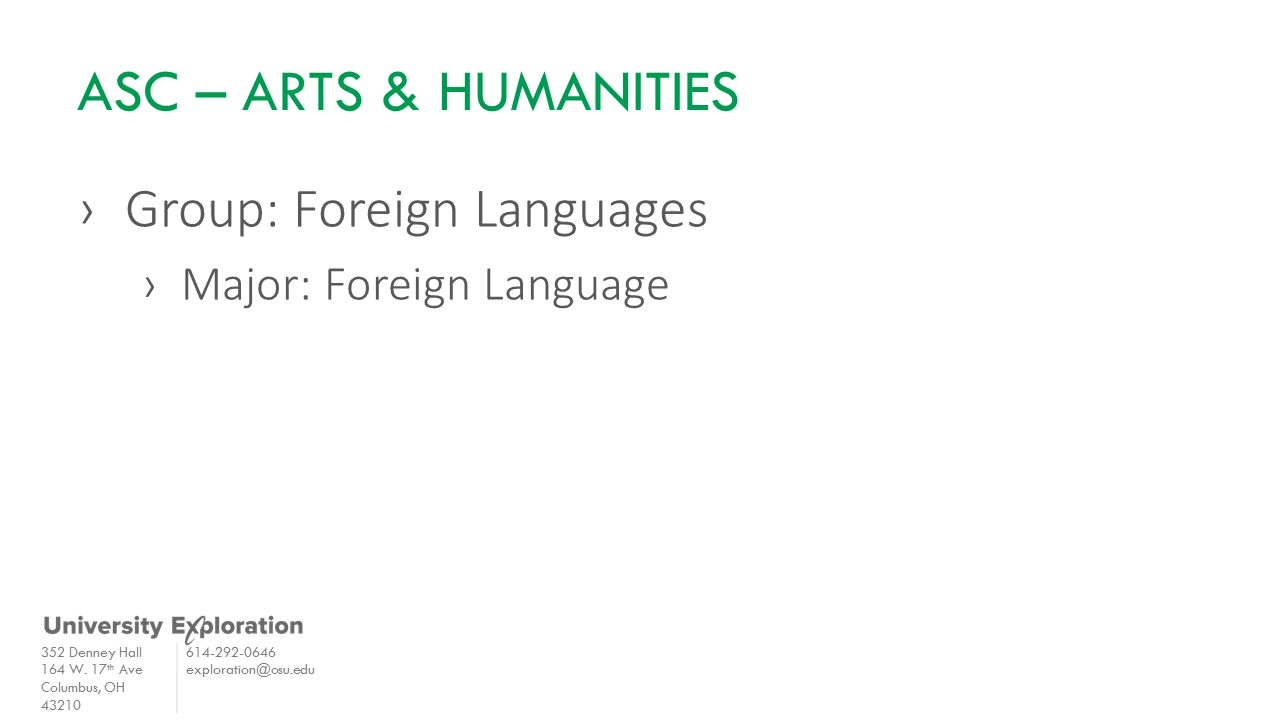 ASC – ARTS & HUMANITIES
› Group: Foreign Languages
› Major: Foreign Language
University Exploration
352 Denney Hall
164 W. 17th Ave
Columbus, OH
43210
614-292-0646
exploration@osu.edu